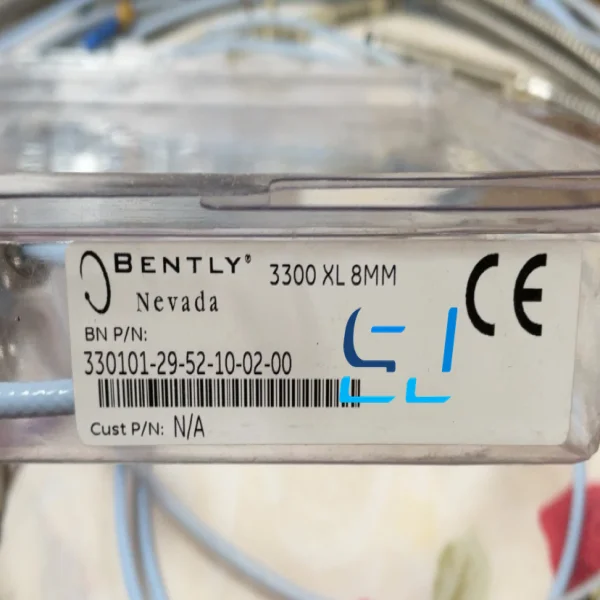 BENTLY® 3300 XL 8MM
Nevada
BN P/N:
330101-29-52-10-02-00
Cust P/N: N/A
CE